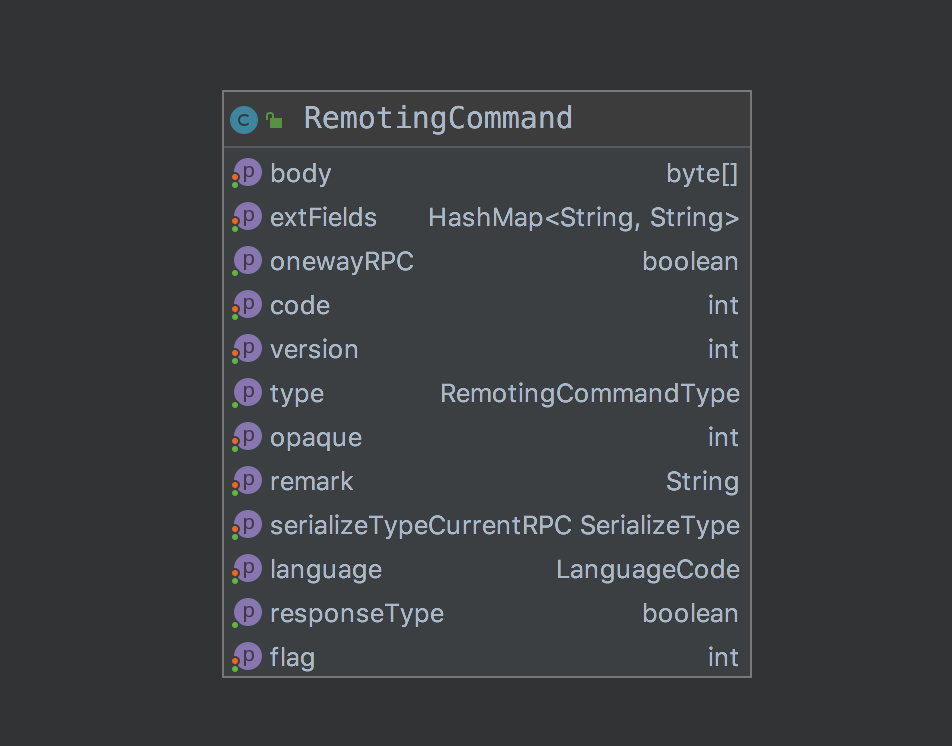 C RemotingCommand
p body byte[]
p extFields HashMap<String, String>
p onewayRPC boolean
p code int
p version int
p type RemotingCommandType
p opaque int
p remark String
p serializeTypeCurrentRPC SerializeType
p language LanguageCode
p responseType boolean
p flag int